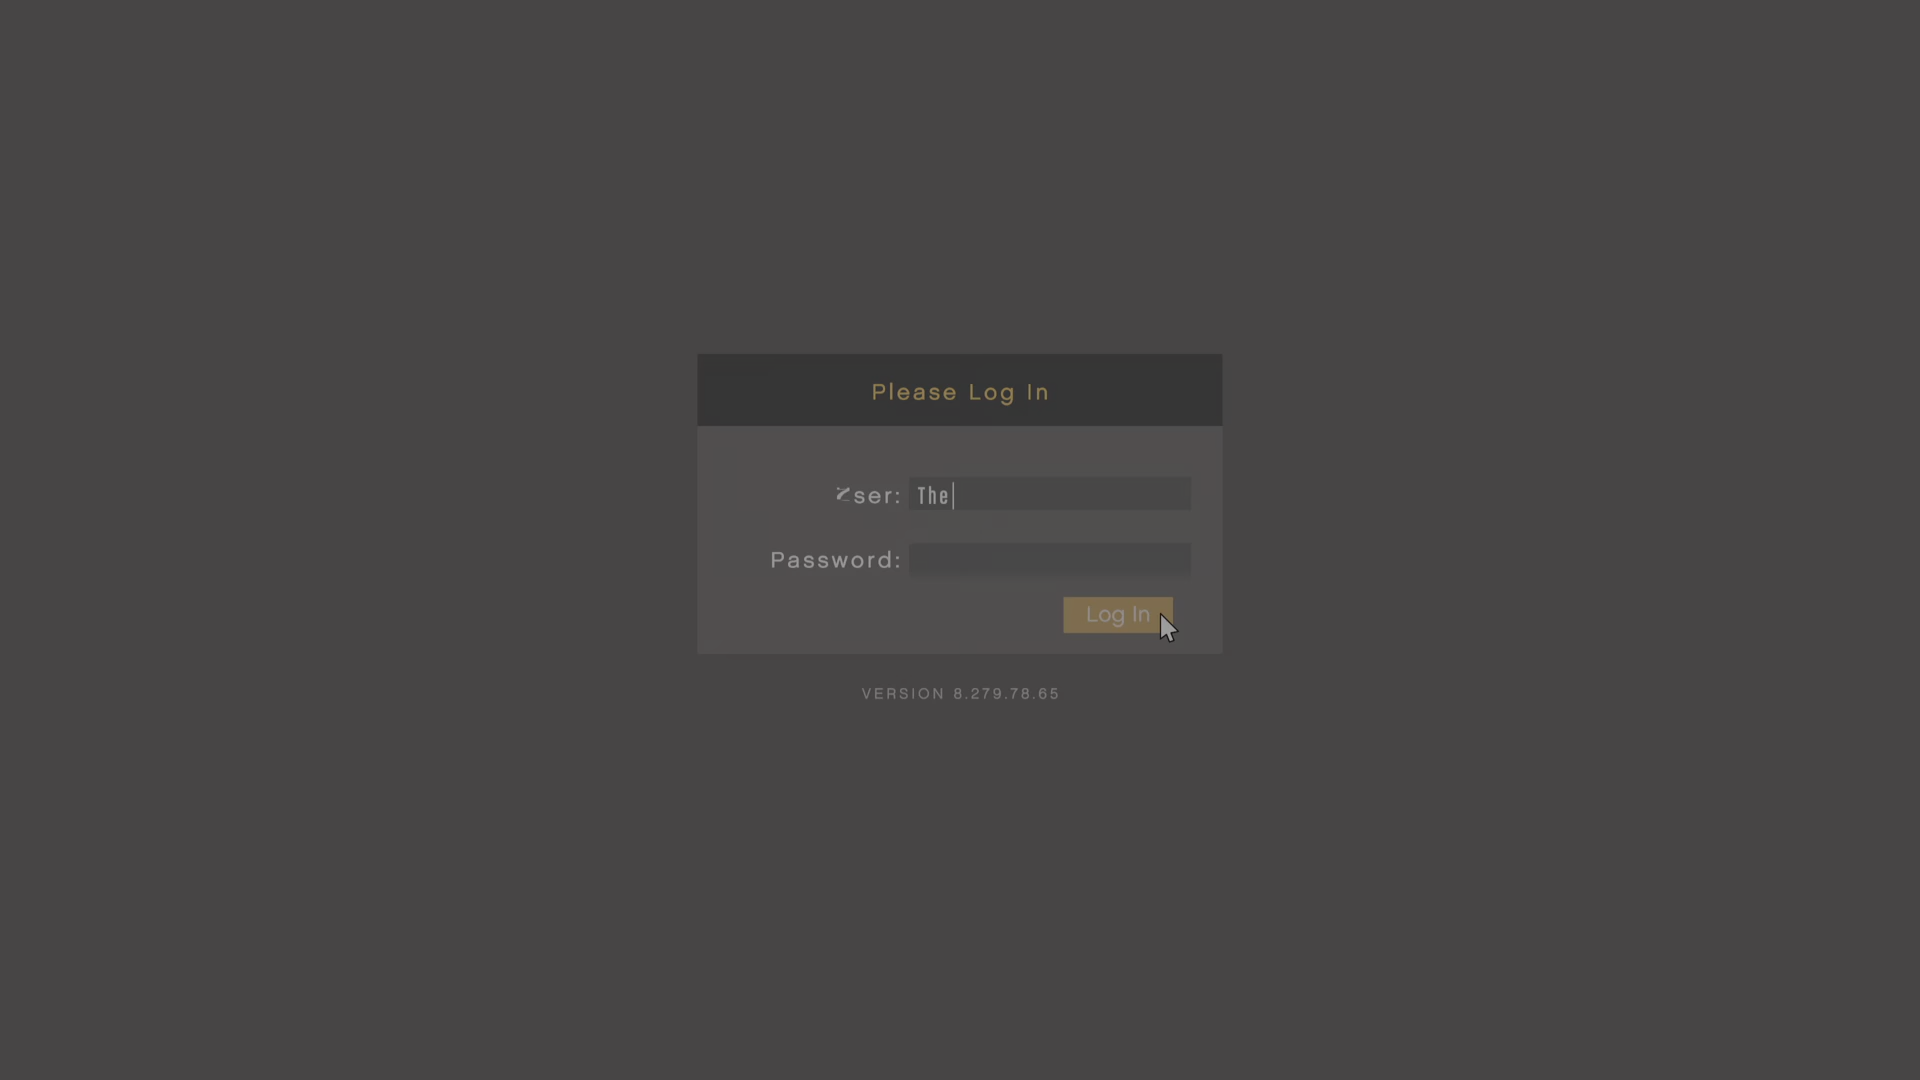 Please Log In
ser: The
Password:
Log In
VERSION 8.279.78.65